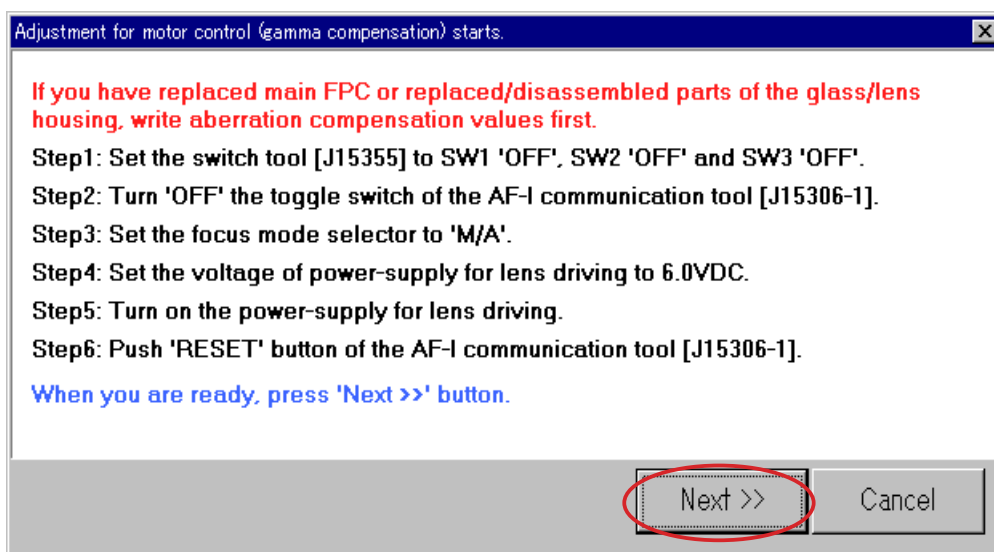 Adjustment for motor control (gamma compensation) starts.
If you have replaced main FPC or replaced/disassembled parts of the glass/lens
housing, write aberration compensation values first.
Step1: Set the switch tool [J15355] to SW1 'OFF', SW2 'OFF' and SW3 'OFF'.
Step2: Turn 'OFF' the toggle switch of the AF-I communication tool [J15306-1].
Step3: Set the focus mode selector to 'M/A'.
Step4: Set the voltage of power-supply for lens driving to 6.0VDC.
Step5: Turn on the power-supply for lens driving.
Step6: Push 'RESET' button of the AF-I communication tool [J15306-1].
When you are ready, press 'Next >>' button.
Next >> Cancel